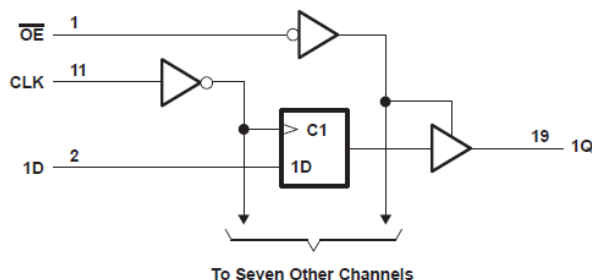 OE 1
CLK 11
C1
1D 2
1D
19 1Q
To Seven Other Channels